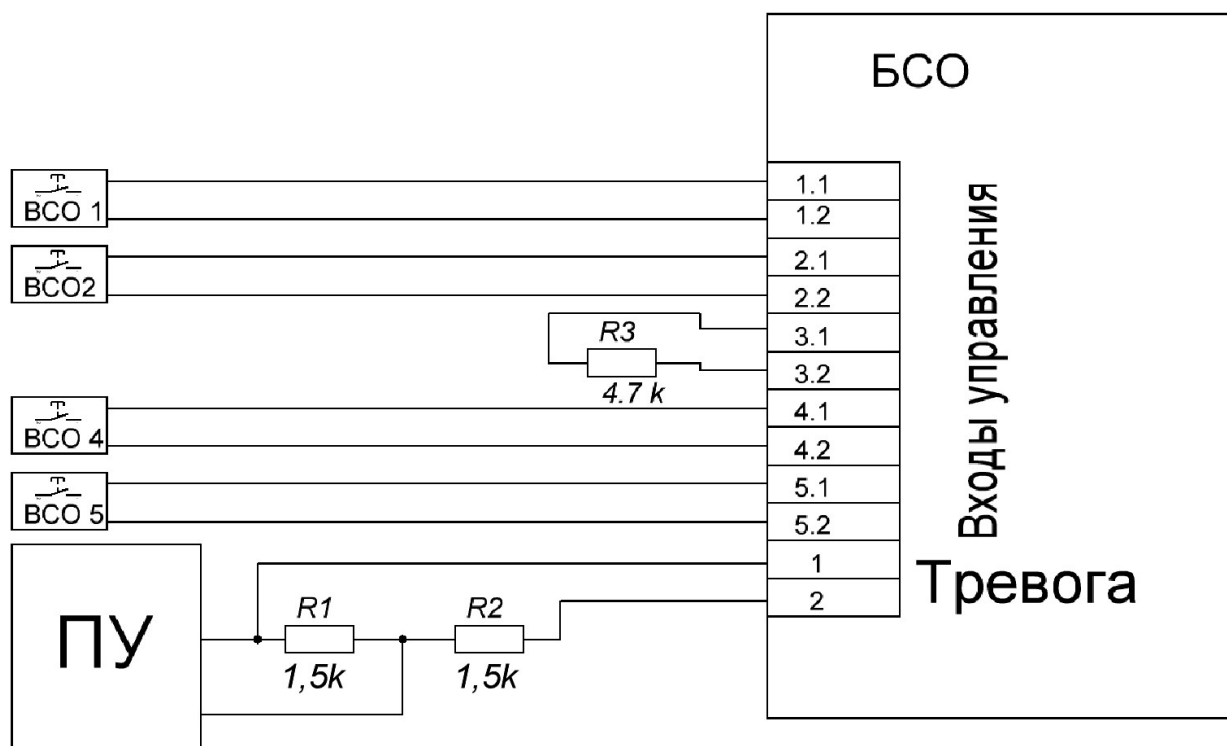 БСО
ВСО 1
ВСО2
ВСО 4
ВСО 5
1.1
1.2
2.1
2.2
3.1
3.2
4.1
4.2
5.1
5.2
1
2
R3
4.7 k
Входы управления
Тревога
ПУ
R1
1,5k
R2
1,5k